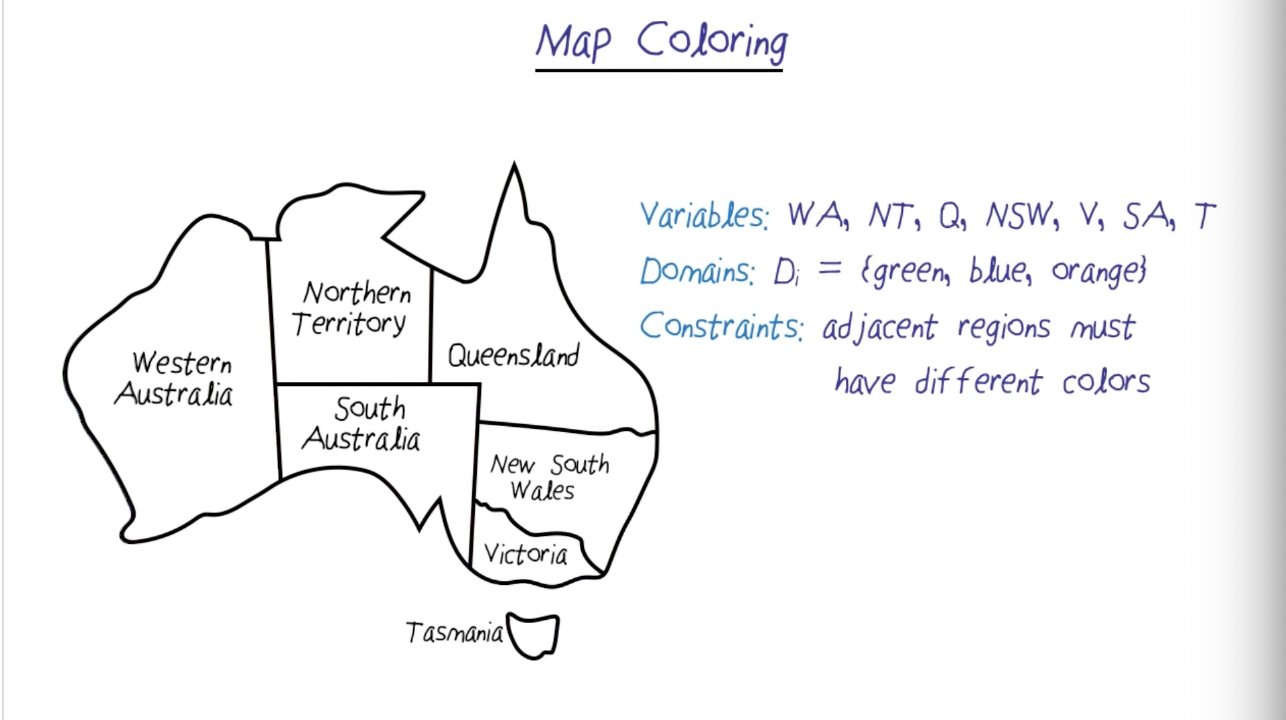 Map Coloring
Variables: WA, NT, Q, NSW, V, SA, T
Domains: Di = {green, blue, orange}
Constraints: adjacent regions must
have different colors
Northern
Territory
Western
Australia
Queensland
South
Australia
New South
Wales
Victoria
Tasmania